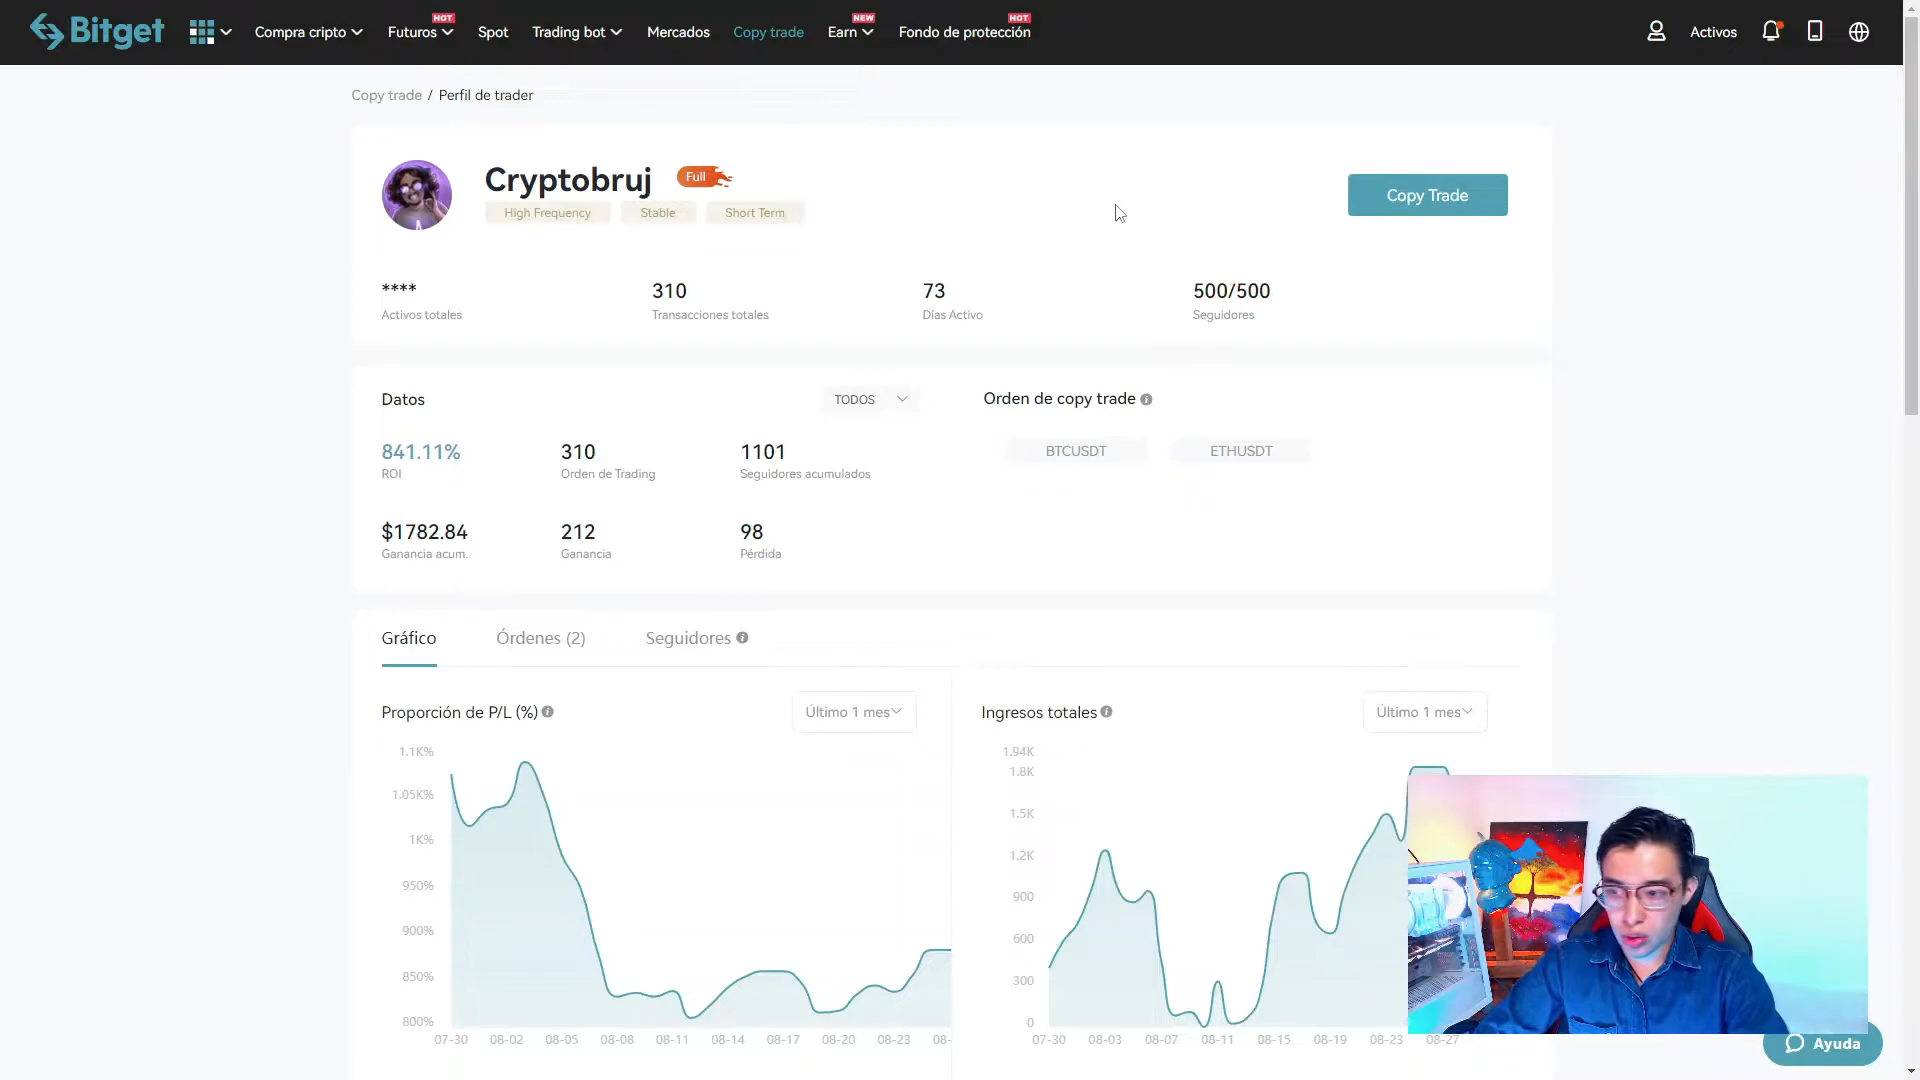 Bitget
Compra cripto
Futuros HOT
Spot
Trading bot
Mercados
Copy trade
Earn NEW
Fondo de protección HOT
Activos
Copy trade / Perfil de trader
Cryptobruj Full
High Frequency Stable Short Term
Copy Trade
**** 310 73 500/500
Activos totales Transacciones totales Días Activo Seguidores
Datos TODOS
Orden de copy trade
841.11% 310 1101
ROI Orden de Trading Seguidores acumulados
BTCUSDT ETHUSDT
$1782.84 212 98
Ganancia acum. Ganancia Pérdida
Gráfico Órdenes (2) Seguidores
Proporción de P/L (%) Último 1 mes
1.1K%
1.05K%
1K%
950%
900%
850%
800%
07-30 08-02 08-05 08-08 08-11 08-14 08-17 08-20 08-23 08-
Ingresos totales Último 1 mes
1.94K
1.8K
1.5K
1.2K
900
600
300
0
07-30 08-03 08-07 08-11 08-15 08-19 08-23 08-27
Ayuda